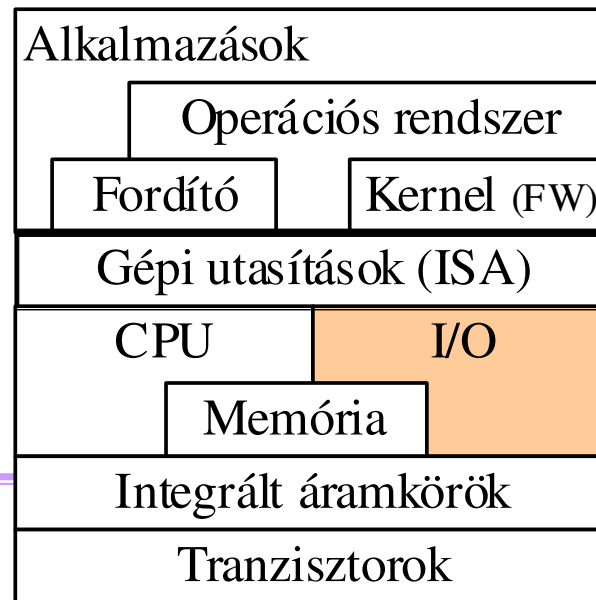 Alkalmazások
Operációs rendszer
Fordító
Kernel (FW)
Gépi utasítások (ISA)
CPU
I/O
Memória
Integrált áramkörök
Tranzisztorok